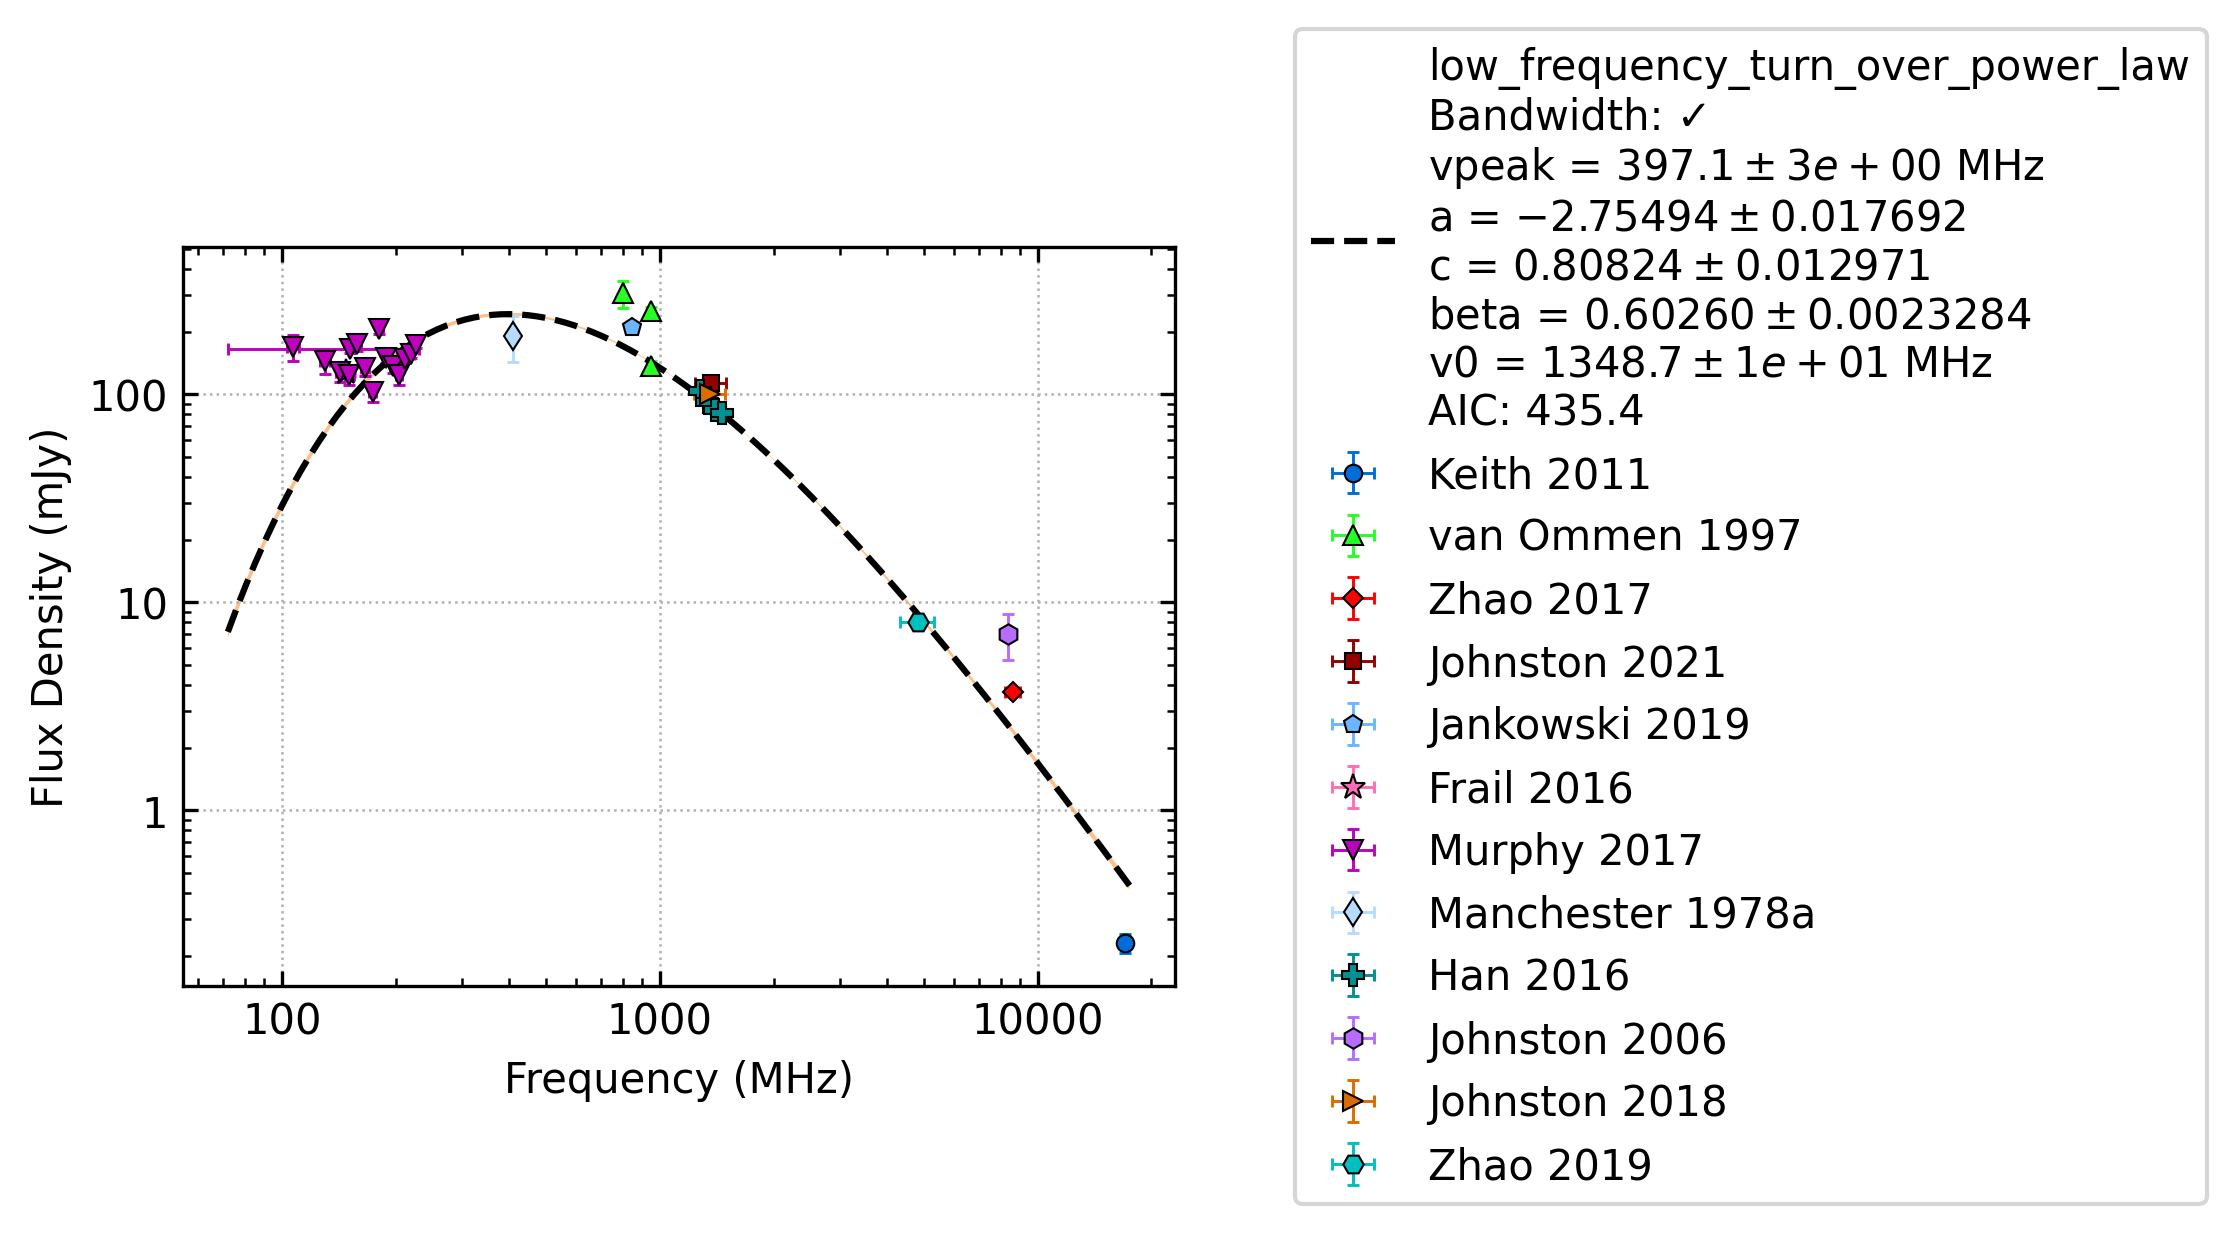 low_frequency_turn_over_power_law
Bandwidth: ✓
vpeak = 397.1 ± 3e + 00 MHz
a = −2.75494 ± 0.017692
c = 0.80824 ± 0.012971
beta = 0.60260 ± 0.0023284
v0 = 1348.7 ± 1e + 01 MHz
AIC: 435.4
Keith 2011
van Ommen 1997
Zhao 2017
Johnston 2021
Jankowski 2019
Frail 2016
Murphy 2017
Manchester 1978a
Han 2016
Johnston 2006
Johnston 2018
Zhao 2019
Flux Density (mJy)
100
10
1
100 1000 10000
Frequency (MHz)